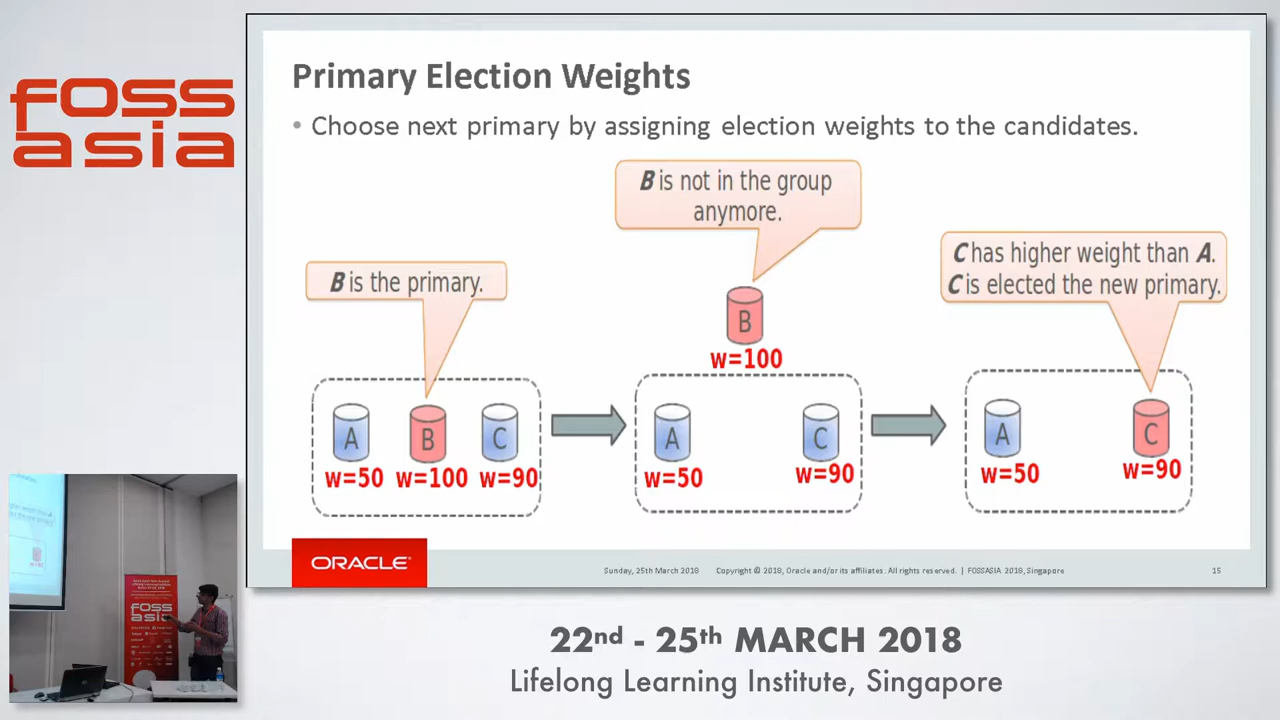 foss
asia
Primary Election Weights
• Choose next primary by assigning election weights to the candidates.
B is not in the group
anymore.
C has higher weight than A.
C is elected the new primary.
B is the primary.
B
w=100
A B C
w=50 w=100 w=90
A C
w=50 w=90
A C
w=50 w=90
ORACLE®
Sunday, 25th March 2018 Copyright © 2018, Oracle and/or its affiliates. All rights reserved. | FOSSASIA 2018, Singapore 15
foss
asia
22nd - 25th MARCH 2018
Lifelong Learning Institute, Singapore